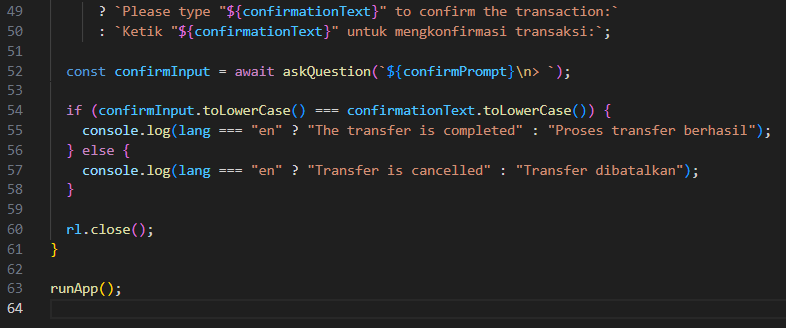 49       ? `Please type "${confirmationText}" to confirm the transaction:`
50       : `Ketik "${confirmationText}" untuk mengkonfirmasi transaksi:`;
51
52   const confirmInput = await askQuestion(`${confirmPrompt}\n> `);
53
54   if (confirmInput.toLowerCase() === confirmationText.toLowerCase()) {
55     console.log(lang === "en" ? "The transfer is completed" : "Proses transfer berhasil");
56   } else {
57     console.log(lang === "en" ? "Transfer is cancelled" : "Transfer dibatalkan");
58   }
59
60   rl.close();
61 }
62
63 runApp();
64